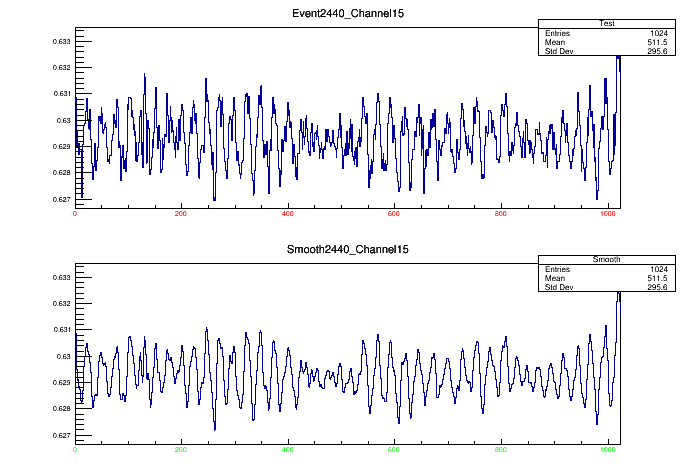 Event2440_Channel15
Test
Entries 1024
Mean 511.5
Std Dev 295.6
0.633
0.632
0.631
0.63
0.629
0.628
0.627
0 200 400 600 800 1000
Smooth2440_Channel15
Smooth
Entries 1024
Mean 511.5
Std Dev 295.6
0.633
0.632
0.631
0.63
0.629
0.628
0.627
0 200 400 600 800 1000